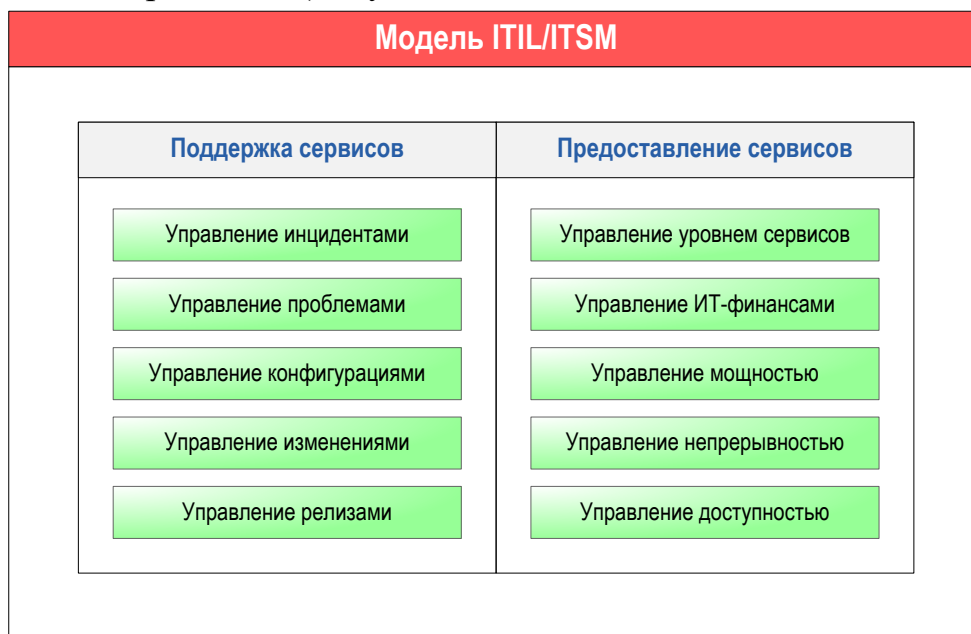 Модель ITIL/ITSM
Поддержка сервисов
Предоставление сервисов
Управление инцидентами
Управление уровнем сервисов
Управление проблемами
Управление ИТ-финансами
Управление конфигурациями
Управление мощностью
Управление изменениями
Управление непрерывностью
Управление релизами
Управление доступностью